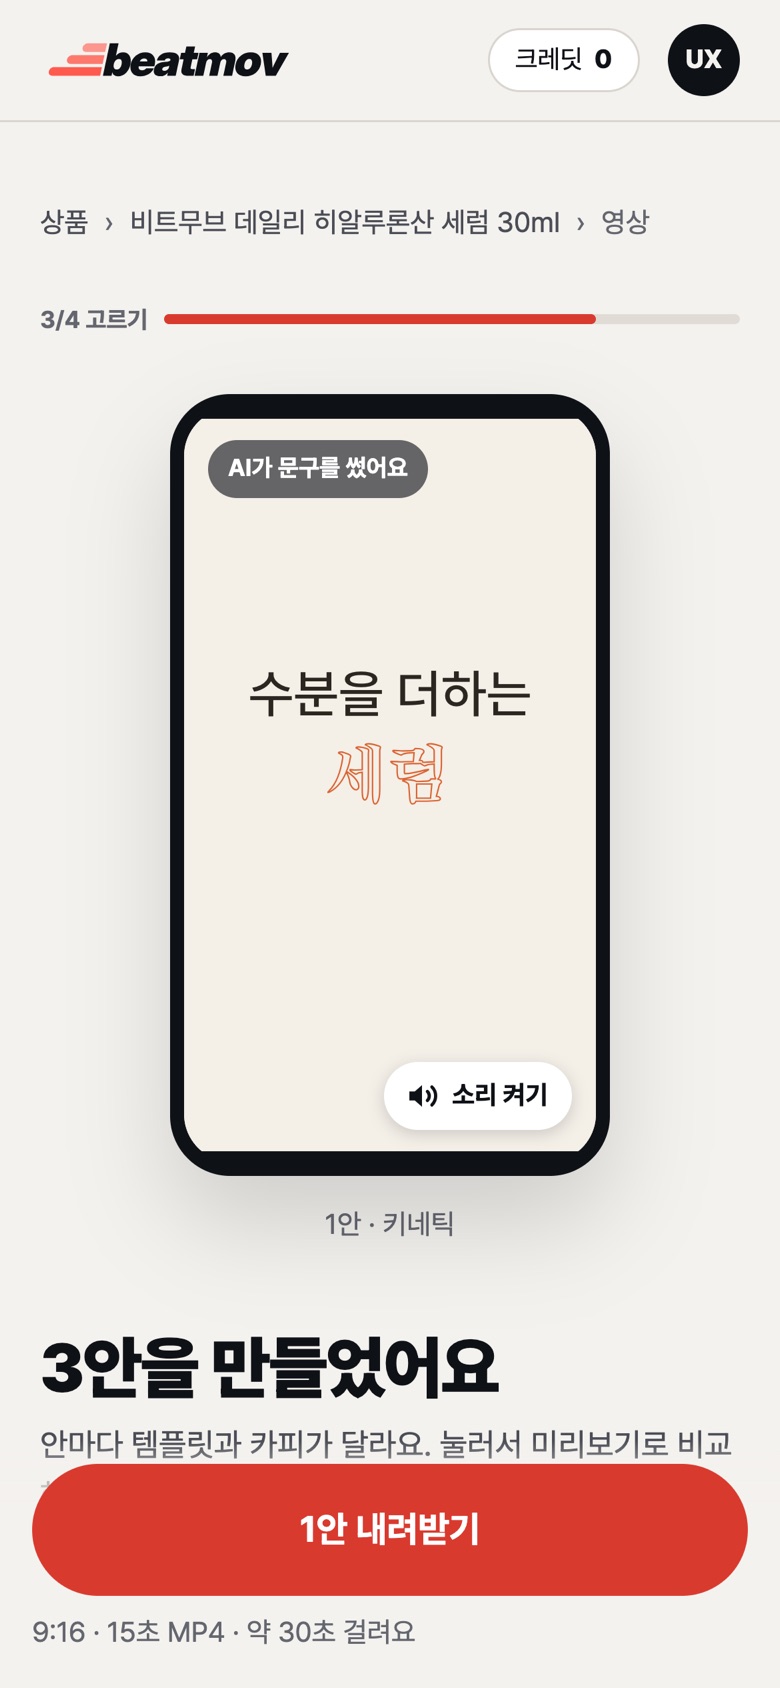 beatmov
크레딧 0
UX
상품 › 비트무브 데일리 히알루론산 세럼 30ml › 영상
3/4 고르기
AI가 문구를 썼어요
수분을 더하는
세럼
소리 켜기
1안 · 키네틱
3안을 만들었어요
안마다 템플릿과 카피가 달라요. 눌러서 미리보기로 비교
1안 내려받기
9:16 · 15초 MP4 · 약 30초 걸려요